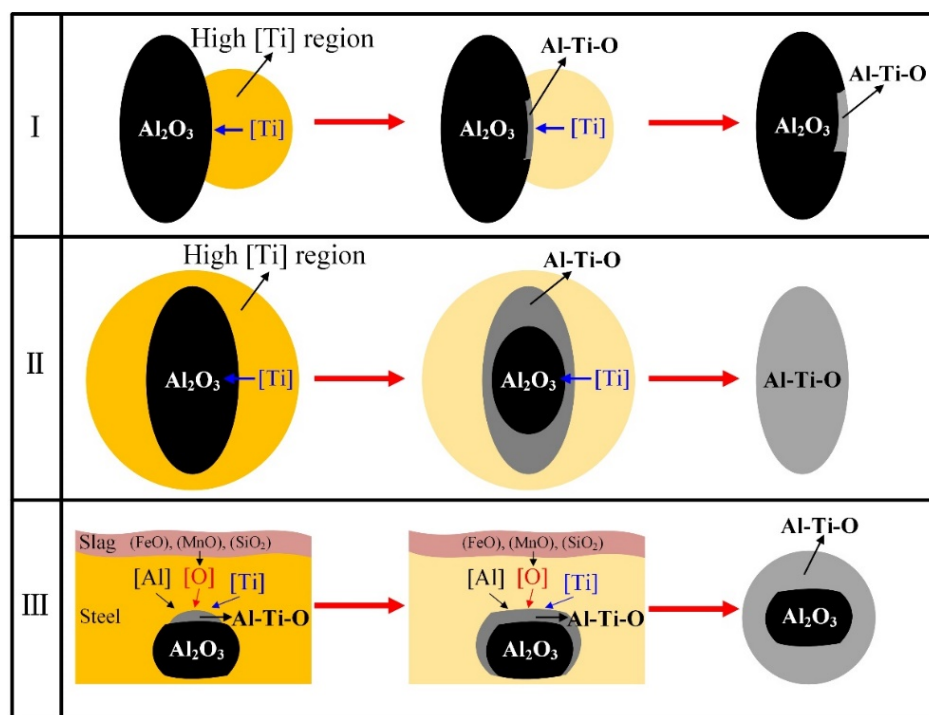 I
High [Ti] region
Al₂O₃
[Ti]
Al-Ti-O
Al₂O₃
[Ti]
Al-Ti-O
Al₂O₃
II
High [Ti] region
Al₂O₃
[Ti]
Al-Ti-O
Al₂O₃
[Ti]
Al-Ti-O
III
Slag
(FeO), (MnO), (SiO₂)
[Al] [O] [Ti]
Steel
Al-Ti-O
Al₂O₃
(FeO), (MnO), (SiO₂)
[Al] [O] [Ti]
Al-Ti-O
Al₂O₃
Al-Ti-O
Al₂O₃